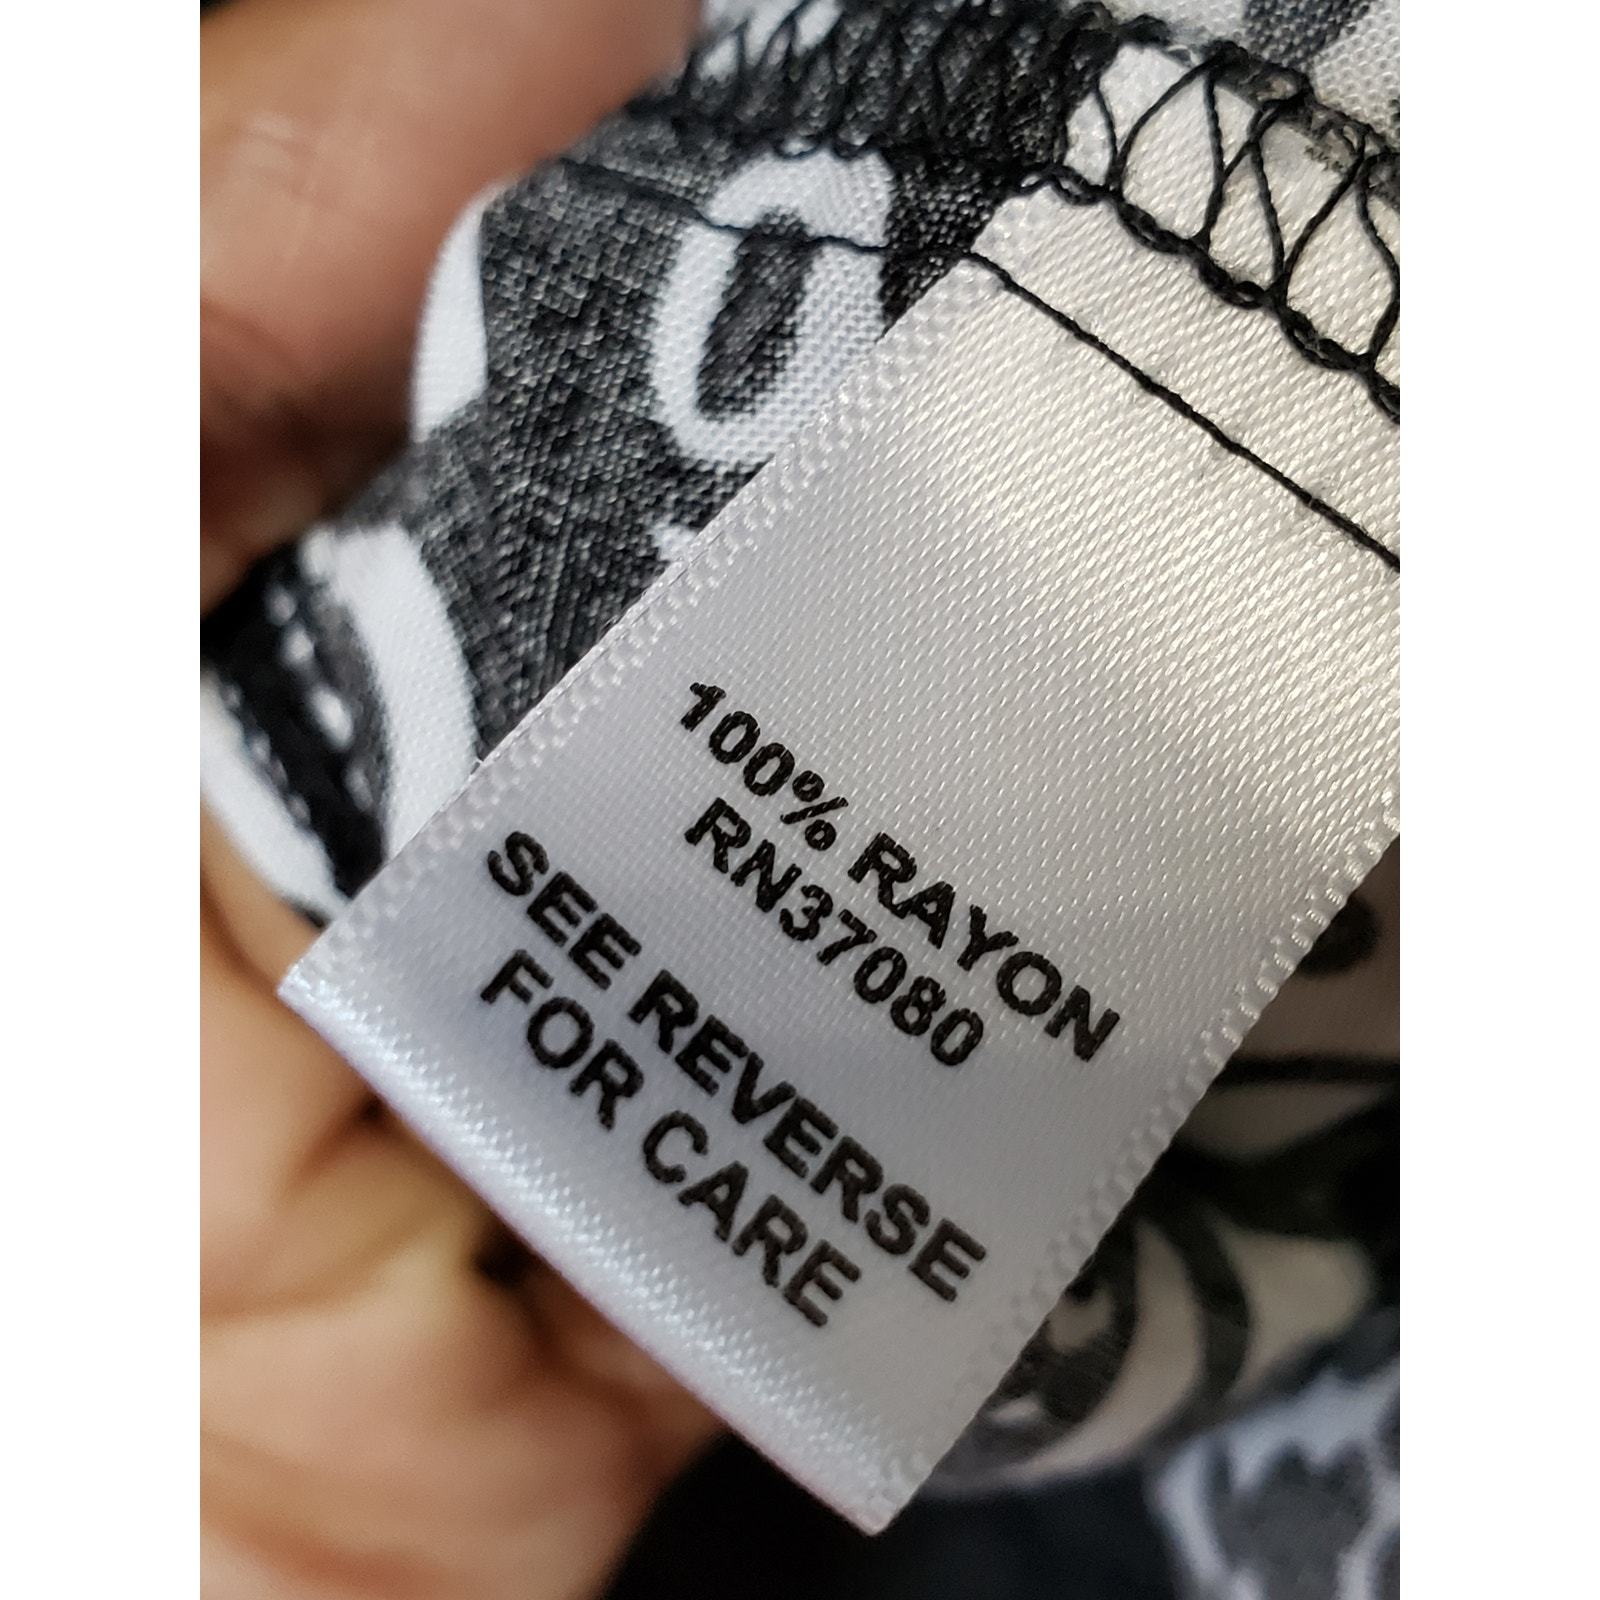 100% RAYON
RN37080
SEE REVERSE
FOR CARE